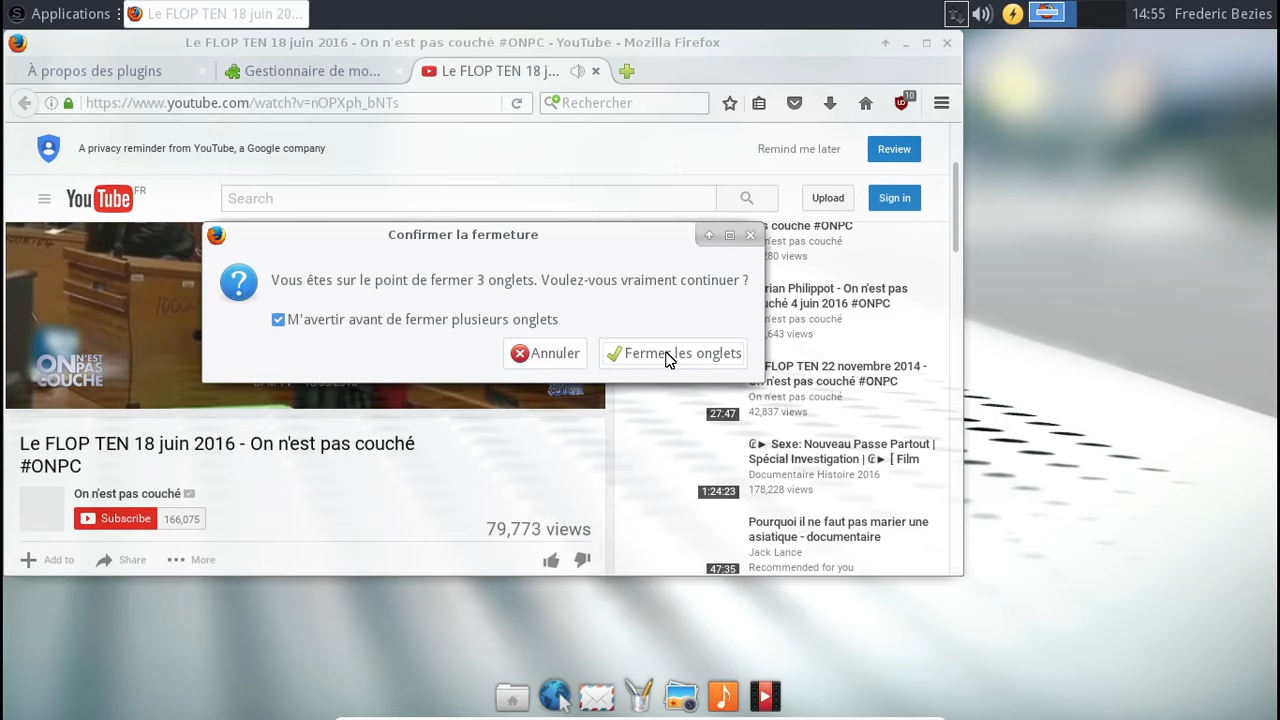 Applications
Le FLOP TEN 18 juin 20...
14:55
Frederic Bezies
Le FLOP TEN 18 juin 2016 - On n'est pas couché #ONPC - YouTube - Mozilla Firefox
À propos des plugins
Gestionnaire de mo...
Le FLOP TEN 18 j...
https://www.youtube.com/watch?v=nOPXph_bNTs
Rechercher
10
A privacy reminder from YouTube, a Google company
Remind me later
Review
YouTube FR
Search
Upload
Sign in
Confirmer la fermeture
Vous êtes sur le point de fermer 3 onglets. Voulez-vous vraiment continuer ?
M'avertir avant de fermer plusieurs onglets
Annuler
Fermer les onglets
ON N'EST PAS COUCHÉ
Le FLOP TEN 18 juin 2016 - On n'est pas couché
#ONPC
On n'est pas couché
Subscribe
166,075
79,773 views
Add to
Share
More
couché #ONPC
n'est pas couché
280 views
rian Philippot - On n'est pas
ché 4 juin 2016 #ONPC
n'est pas couché
,643 views
FLOP TEN 22 novembre 2014 -
n'est pas couché #ONPC
On n'est pas couché
42,837 views
27:47
₢► Sexe: Nouveau Passe Partout |
Spécial Investigation | ₢► [ Film
Documentaire Histoire 2016
178,228 views
1:24:23
Pourquoi il ne faut pas marier une
asiatique - documentaire
Jack Lance
Recommended for you
47:35